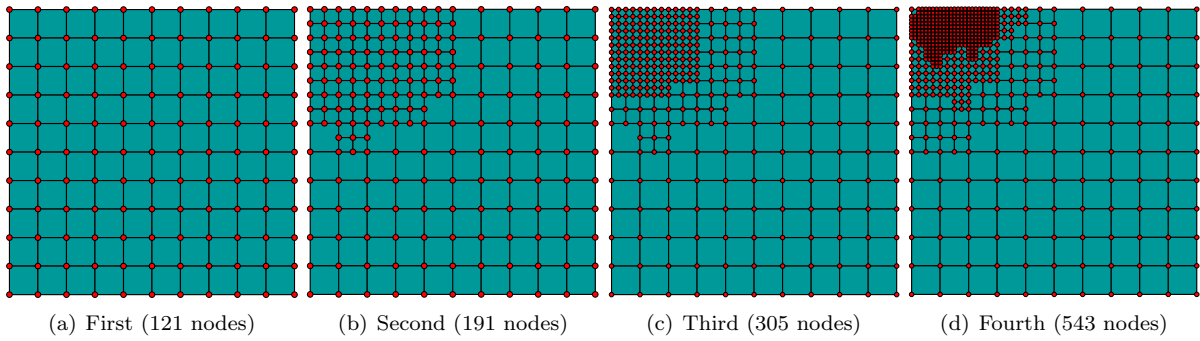 (a) First (121 nodes)
(b) Second (191 nodes)
(c) Third (305 nodes)
(d) Fourth (543 nodes)